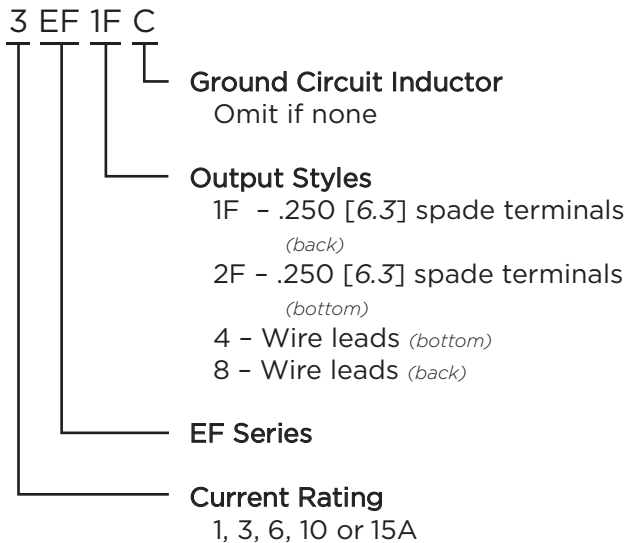 3 EF 1F C
Ground Circuit Inductor
Omit if none
Output Styles
1F – .250 [6.3] spade terminals
(back)
2F – .250 [6.3] spade terminals
(bottom)
4 – Wire leads (bottom)
8 – Wire leads (back)
EF Series
Current Rating
1, 3, 6, 10 or 15A